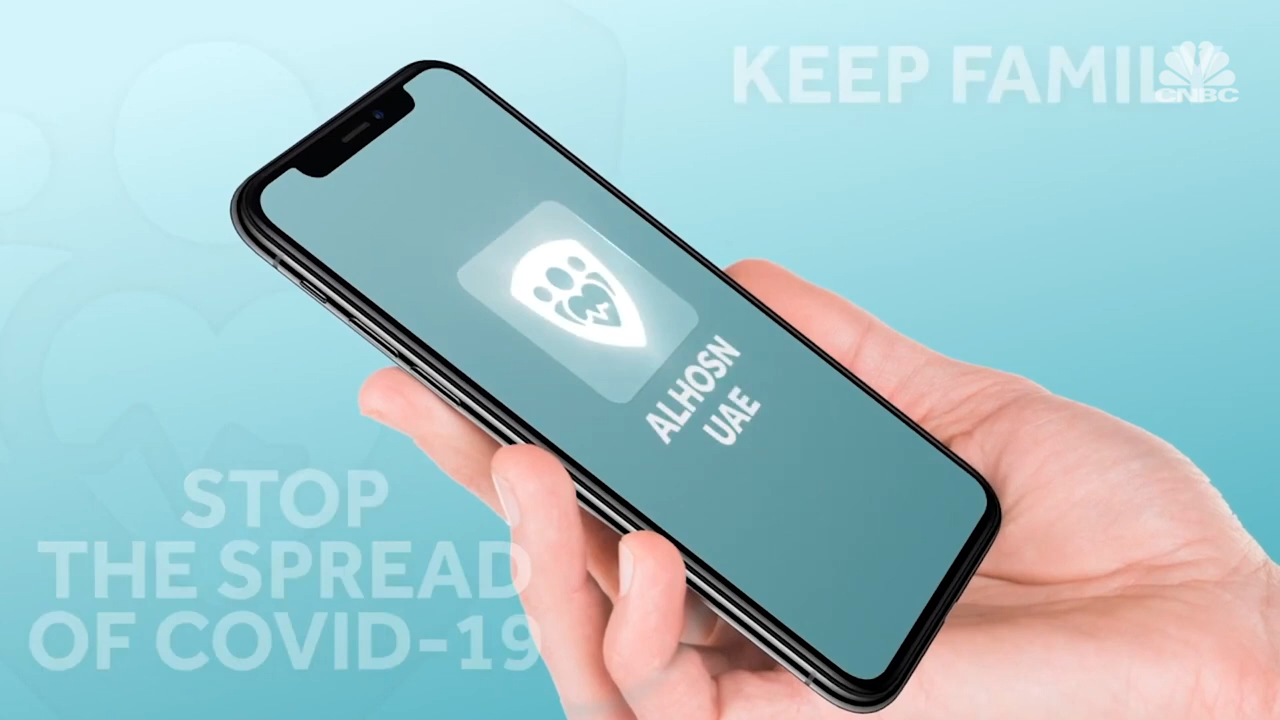 KEEP FAMIL
CNBC
ALHOSN
UAE
STOP
THE SPREAD
OF COVID-19